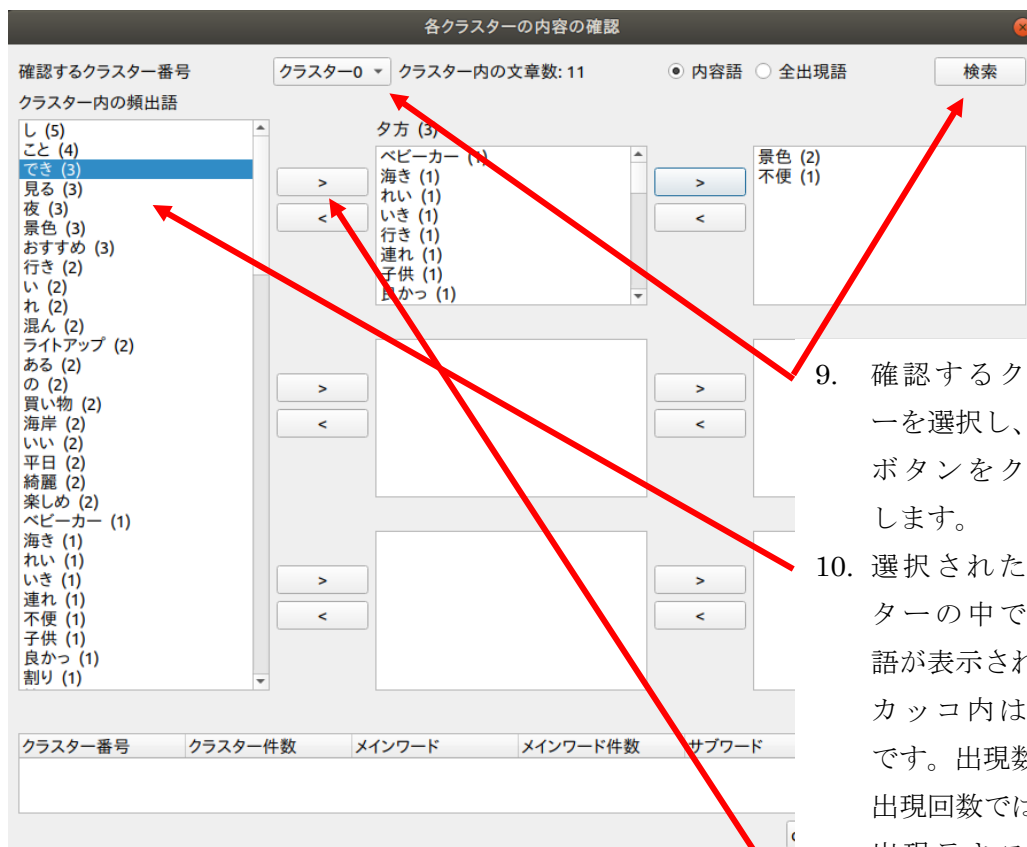 各クラスターの内容の確認
確認するクラスター番号
クラスター0
クラスター内の文章数: 11
内容語
全出現語
検索
クラスター内の頻出語
し (5)
こと (4)
でき (3)
見る (3)
夜 (3)
景色 (3)
おすすめ (3)
行き (2)
い (2)
れ (2)
混ん (2)
ライトアップ (2)
ある (2)
の (2)
買い物 (2)
海岸 (2)
いい (2)
平日 (2)
綺麗 (2)
楽しめ (2)
ベビーカー (1)
海き (1)
れい (1)
いき (1)
連れ (1)
不便 (1)
子供 (1)
良かっ (1)
割り (1)
>
<
夕方 (3)
ベビーカー (1)
海き (1)
れい (1)
いき (1)
行き (1)
連れ (1)
子供 (1)
良かっ (1)
>
<
景色 (2)
不便 (1)
>
<
>
<
>
<
>
<
クラスター番号
クラスター件数
メインワード
メインワード件数
サブワード
9. 確認するク
ーを選択し、
ボタンをク
します。
10. 選択された
ターの中で
語が表示され
カッコ内は
です。出現数
出現回数では